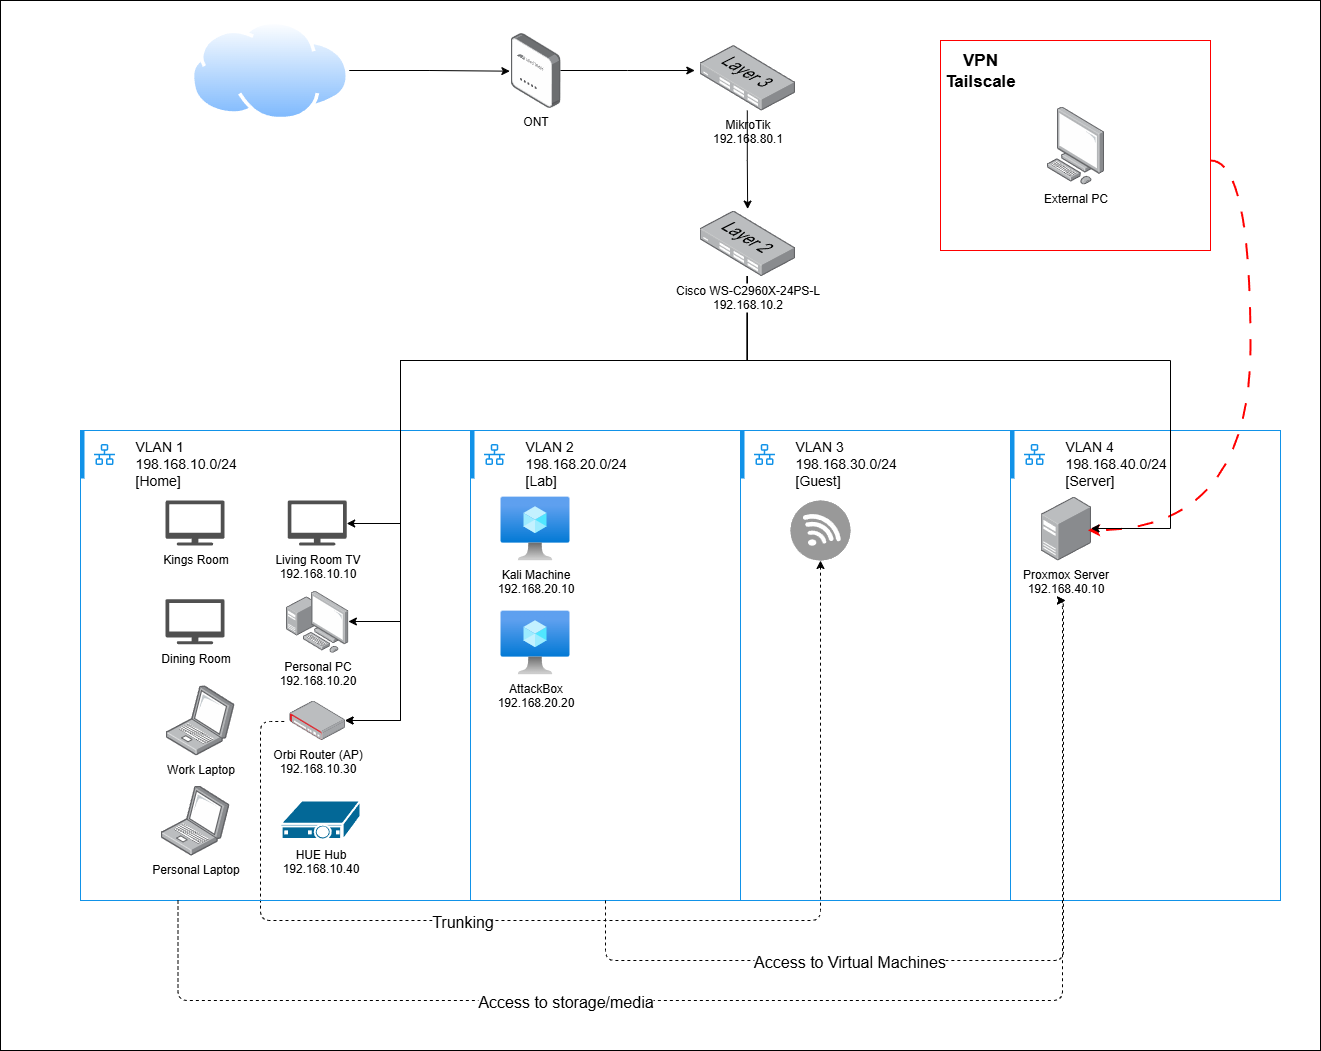 ONT
Layer 3
MikroTik
192.168.80.1
VPN
Tailscale
External PC
Layer 2
Cisco WS-C2960X-24PS-L
192.168.10.2
VLAN 1
198.168.10.0/24
[Home]
VLAN 2
198.168.20.0/24
[Lab]
VLAN 3
198.168.30.0/24
[Guest]
VLAN 4
198.168.40.0/24
[Server]
Kings Room
Living Room TV
192.168.10.10
Kali Machine
192.168.20.10
Proxmox Server
192.168.40.10
Dining Room
Personal PC
192.168.10.20
AttackBox
192.168.20.20
Work Laptop
Orbi Router (AP)
192.168.10.30
Personal Laptop
HUE Hub
192.168.10.40
Trunking
Access to Virtual Machines
Access to storage/media